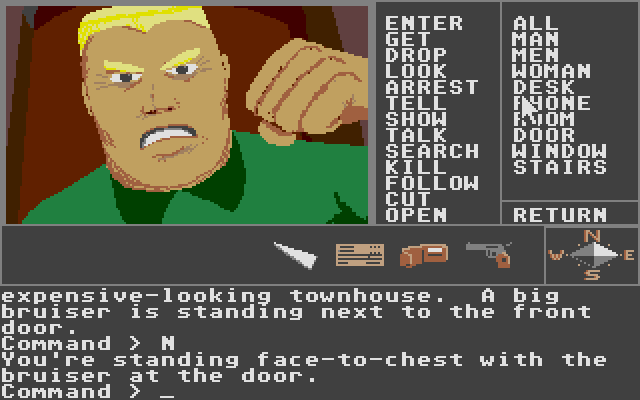 ENTER
GET
DROP
LOOK
ARREST
TELL
SHOW
TALK
SEARCH
KILL
FOLLOW
CUT
OPEN
ALL
MAN
MEN
WOMAN
DESK
PHONE
ROOM
DOOR
WINDOW
STAIRS
RETURN
N
W E
S
expensive-looking townhouse.  A big
bruiser is standing next to the front
door.
Command > N
You're standing face-to-chest with the
bruiser at the door.
Command > _